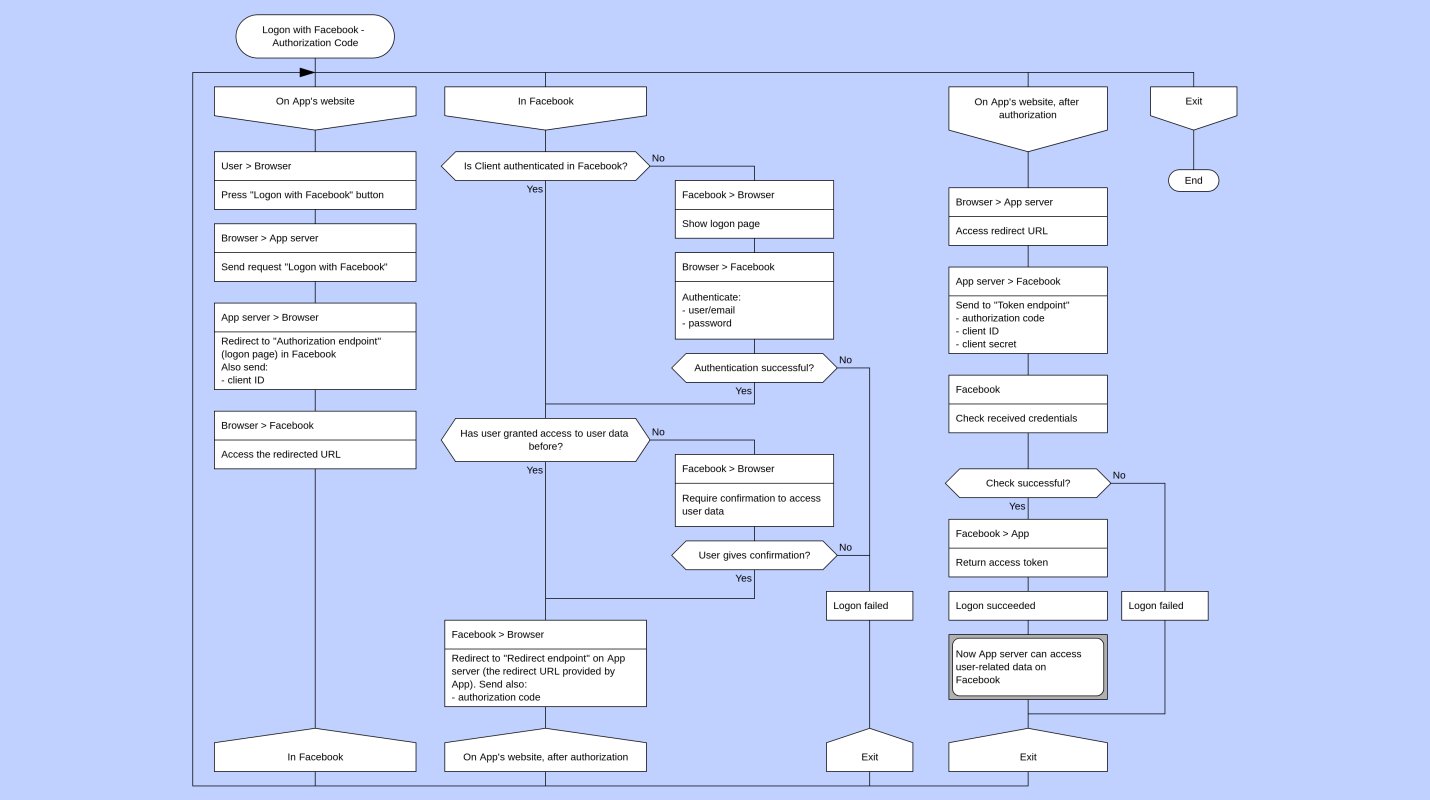 Logon with Facebook -
Authorization Code
On App's website
User > Browser
Press "Logon with Facebook" button
Browser > App server
Send request "Logon with Facebook"
App server > Browser
Redirect to "Authorization endpoint"
(logon page) in Facebook
Also send:
- client ID
Browser > Facebook
Access the redirected URL
In Facebook
In Facebook
Is Client authenticated in Facebook?
No
Yes
Facebook > Browser
Show logon page
Browser > Facebook
Authenticate:
- user/email
- password
Authentication successful?
No
Yes
Has user granted access to user data
before?
No
Yes
Facebook > Browser
Require confirmation to access
user data
User gives confirmation?
No
Yes
Facebook > Browser
Redirect to "Redirect endpoint" on App
server (the redirect URL provided by
App). Send also:
- authorization code
On App's website, after authorization
Logon failed
Exit
On App's website, after
authorization
Browser > App server
Access redirect URL
App server > Facebook
Send to "Token endpoint"
- authorization code
- client ID
- client secret
Facebook
Check received credentials
Check successful?
No
Yes
Facebook > App
Return access token
Logon succeeded
Logon failed
Now App server can access
user-related data on
Facebook
Exit
Exit
End